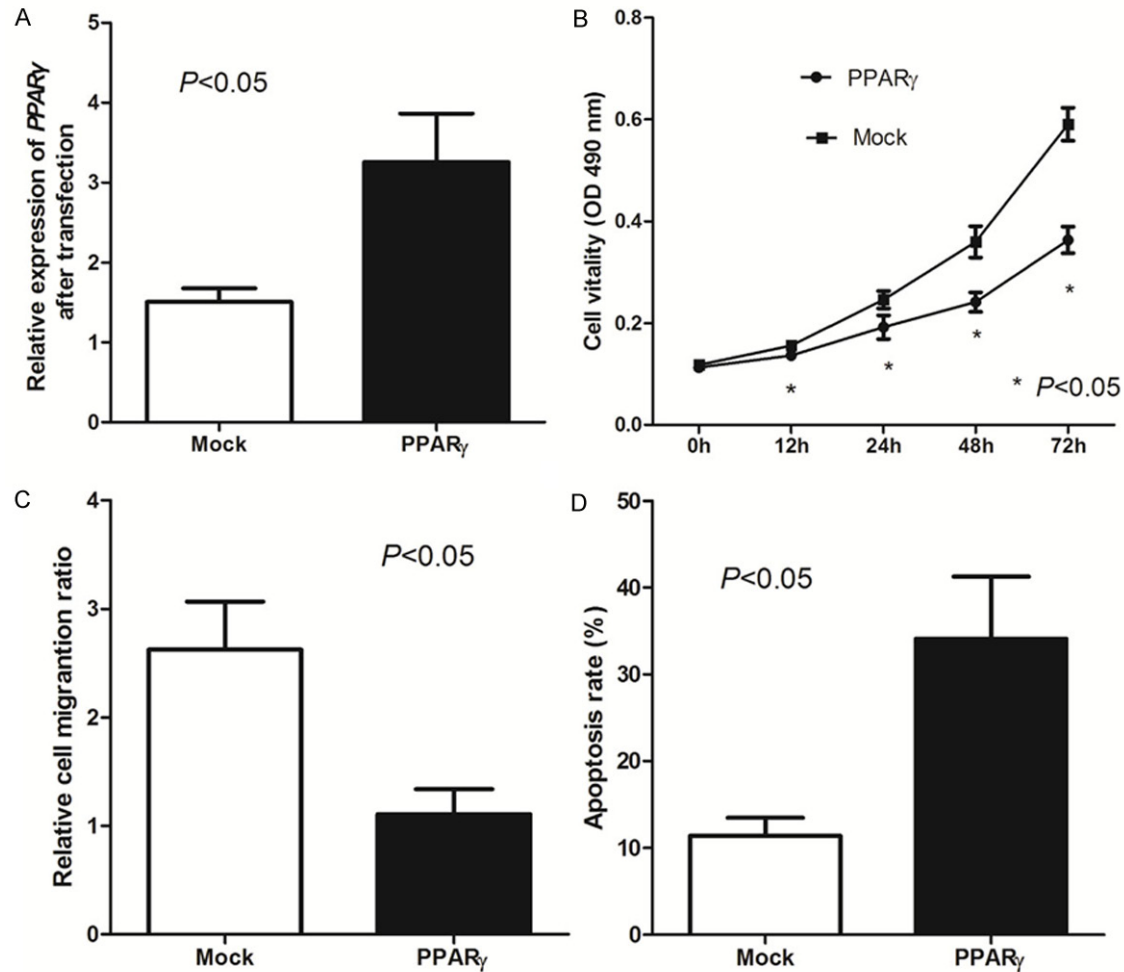 A
Relative expression of PPARγ
after transfection
5
4
3
2
1
0
P<0.05
Mock
PPARγ
B
Cell vitality (OD 490 nm)
0.8
0.6
0.4
0.2
0.0
PPARγ
Mock
*
*
*
*
* P<0.05
0h
12h
24h
48h
72h
C
Relative cell migrantion ratio
4
3
2
1
0
P<0.05
Mock
PPARγ
D
Apoptosis rate (%)
50
40
30
20
10
0
P<0.05
Mock
PPARγ